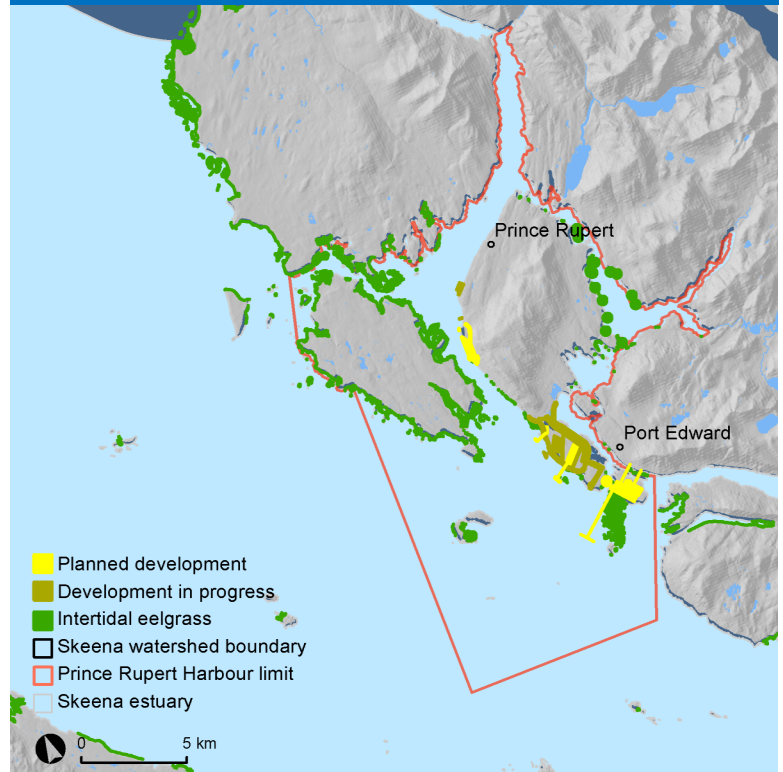 Prince Rupert
Port Edward
Planned development
Development in progress
Intertidal eelgrass
Skeena watershed boundary
Prince Rupert Harbour limit
Skeena estuary
0 5 km